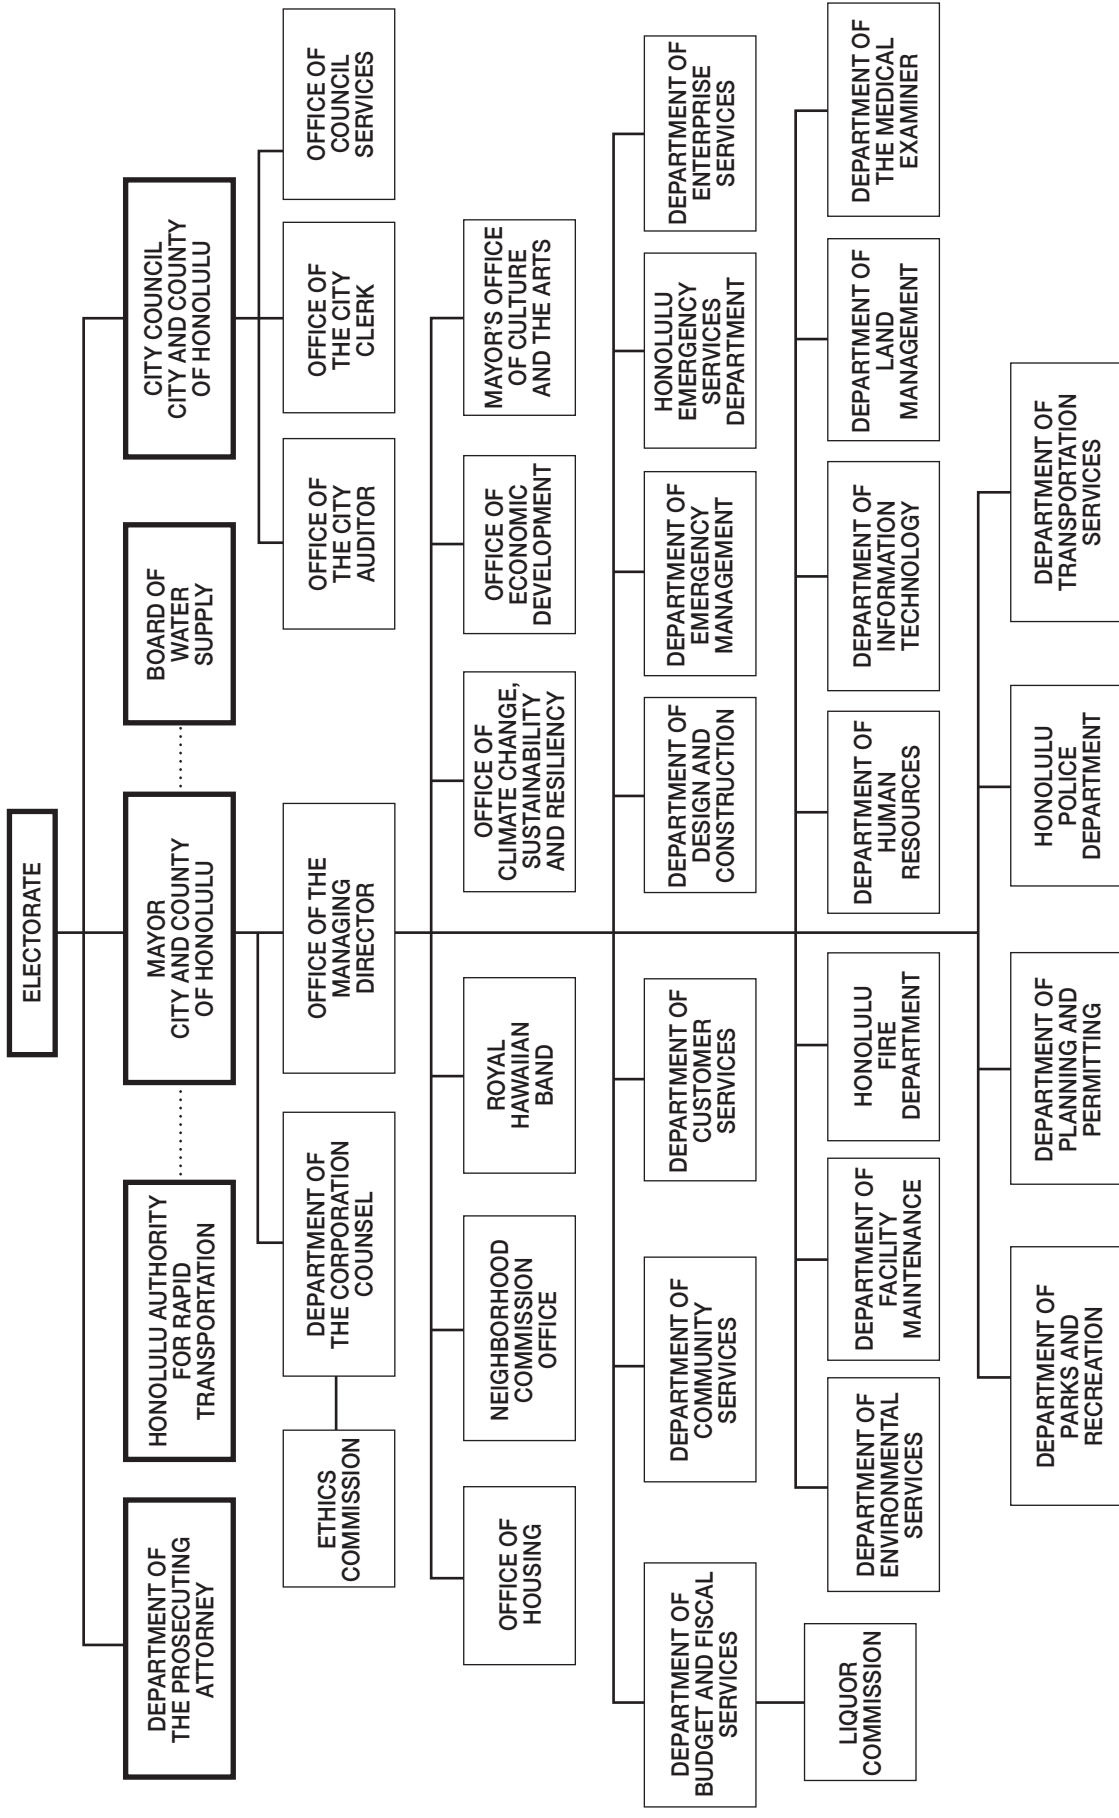 ELECTORATE
DEPARTMENT OF
THE PROSECUTING
ATTORNEY
HONOLULU AUTHORITY
FOR RAPID
TRANSPORTATION
MAYOR
CITY AND COUNTY
OF HONOLULU
BOARD OF
WATER
SUPPLY
CITY COUNCIL
CITY AND COUNTY
OF HONOLULU
ETHICS
COMMISSION
DEPARTMENT OF
THE CORPORATION
COUNSEL
OFFICE OF THE
MANAGING
DIRECTOR
OFFICE OF
THE CITY
AUDITOR
OFFICE OF
THE CITY
CLERK
OFFICE OF
COUNCIL
SERVICES
OFFICE OF
HOUSING
NEIGHBORHOOD
COMMISSION
OFFICE
ROYAL
HAWAIIAN
BAND
OFFICE OF
CLIMATE CHANGE,
SUSTAINABILITY
AND RESILIENCY
OFFICE OF
ECONOMIC
DEVELOPMENT
MAYOR'S OFFICE
OF CULTURE
AND THE ARTS
DEPARTMENT OF
BUDGET AND FISCAL
SERVICES
DEPARTMENT OF
COMMUNITY
SERVICES
DEPARTMENT OF
CUSTOMER
SERVICES
DEPARTMENT OF
DESIGN AND
CONSTRUCTION
DEPARTMENT OF
EMERGENCY
MANAGEMENT
HONOLULU
EMERGENCY
SERVICES
DEPARTMENT
DEPARTMENT OF
ENTERPRISE
SERVICES
LIQUOR
COMMISSION
DEPARTMENT OF
ENVIRONMENTAL
SERVICES
DEPARTMENT OF
FACILITY
MAINTENANCE
HONOLULU
FIRE
DEPARTMENT
DEPARTMENT OF
HUMAN
RESOURCES
DEPARTMENT OF
INFORMATION
TECHNOLOGY
DEPARTMENT OF
LAND
MANAGEMENT
DEPARTMENT OF
THE MEDICAL
EXAMINER
DEPARTMENT OF
PARKS AND
RECREATION
DEPARTMENT OF
PLANNING AND
PERMITTING
HONOLULU
POLICE
DEPARTMENT
DEPARTMENT OF
TRANSPORTATION
SERVICES